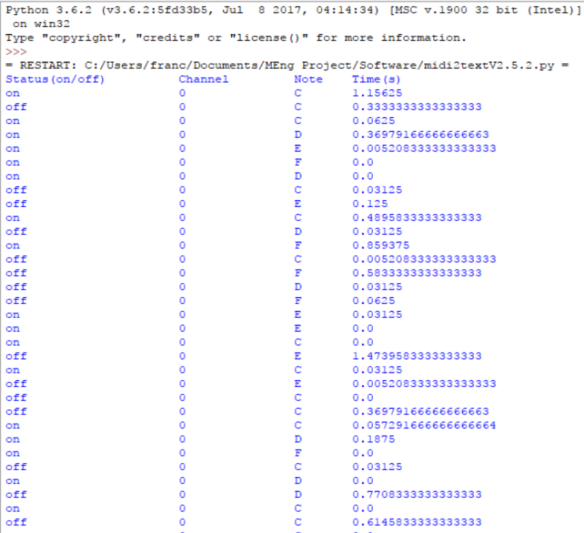 Python 3.6.2 (v3.6.2:5fd33b5, Jul  8 2017, 04:14:34) [MSC v.1900 32 bit (Intel)]
 on win32
Type "copyright", "credits" or "license()" for more information.
>>>
= RESTART: C:/Users/franc/Documents/MEng Project/Software/midi2textV2.5.2.py =
Status(on/off) Channel Note Time(s)
on 0 C 1.15625
off 0 C 0.3333333333333333
on 0 C 0.0625
on 0 D 0.36979166666666663
on 0 E 0.005208333333333333
on 0 F 0.0
on 0 D 0.0
off 0 C 0.03125
off 0 E 0.125
on 0 C 0.4895833333333333
off 0 D 0.03125
on 0 F 0.859375
off 0 C 0.005208333333333333
off 0 F 0.5833333333333333
off 0 D 0.03125
off 0 F 0.0625
on 0 E 0.03125
on 0 E 0.0
on 0 C 0.0
off 0 E 1.4739583333333333
on 0 C 0.03125
off 0 E 0.005208333333333333
off 0 C 0.0
off 0 C 0.36979166666666663
on 0 C 0.057291666666666664
on 0 D 0.1875
on 0 F 0.0
off 0 C 0.03125
on 0 D 0.0
off 0 D 0.7708333333333333
on 0 C 0.0
off 0 C 0.6145833333333333